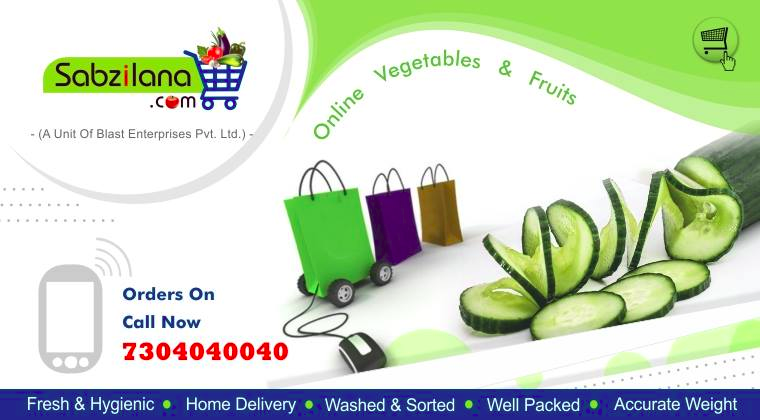 Sabzilana
.com
- (A Unit Of Blast Enterprises Pvt. Ltd.) -
Online Vegetables & Fruits
Orders On
Call Now
7304040040
Fresh & Hygienic • Home Delivery • Washed & Sorted • Well Packed • Accurate Weight